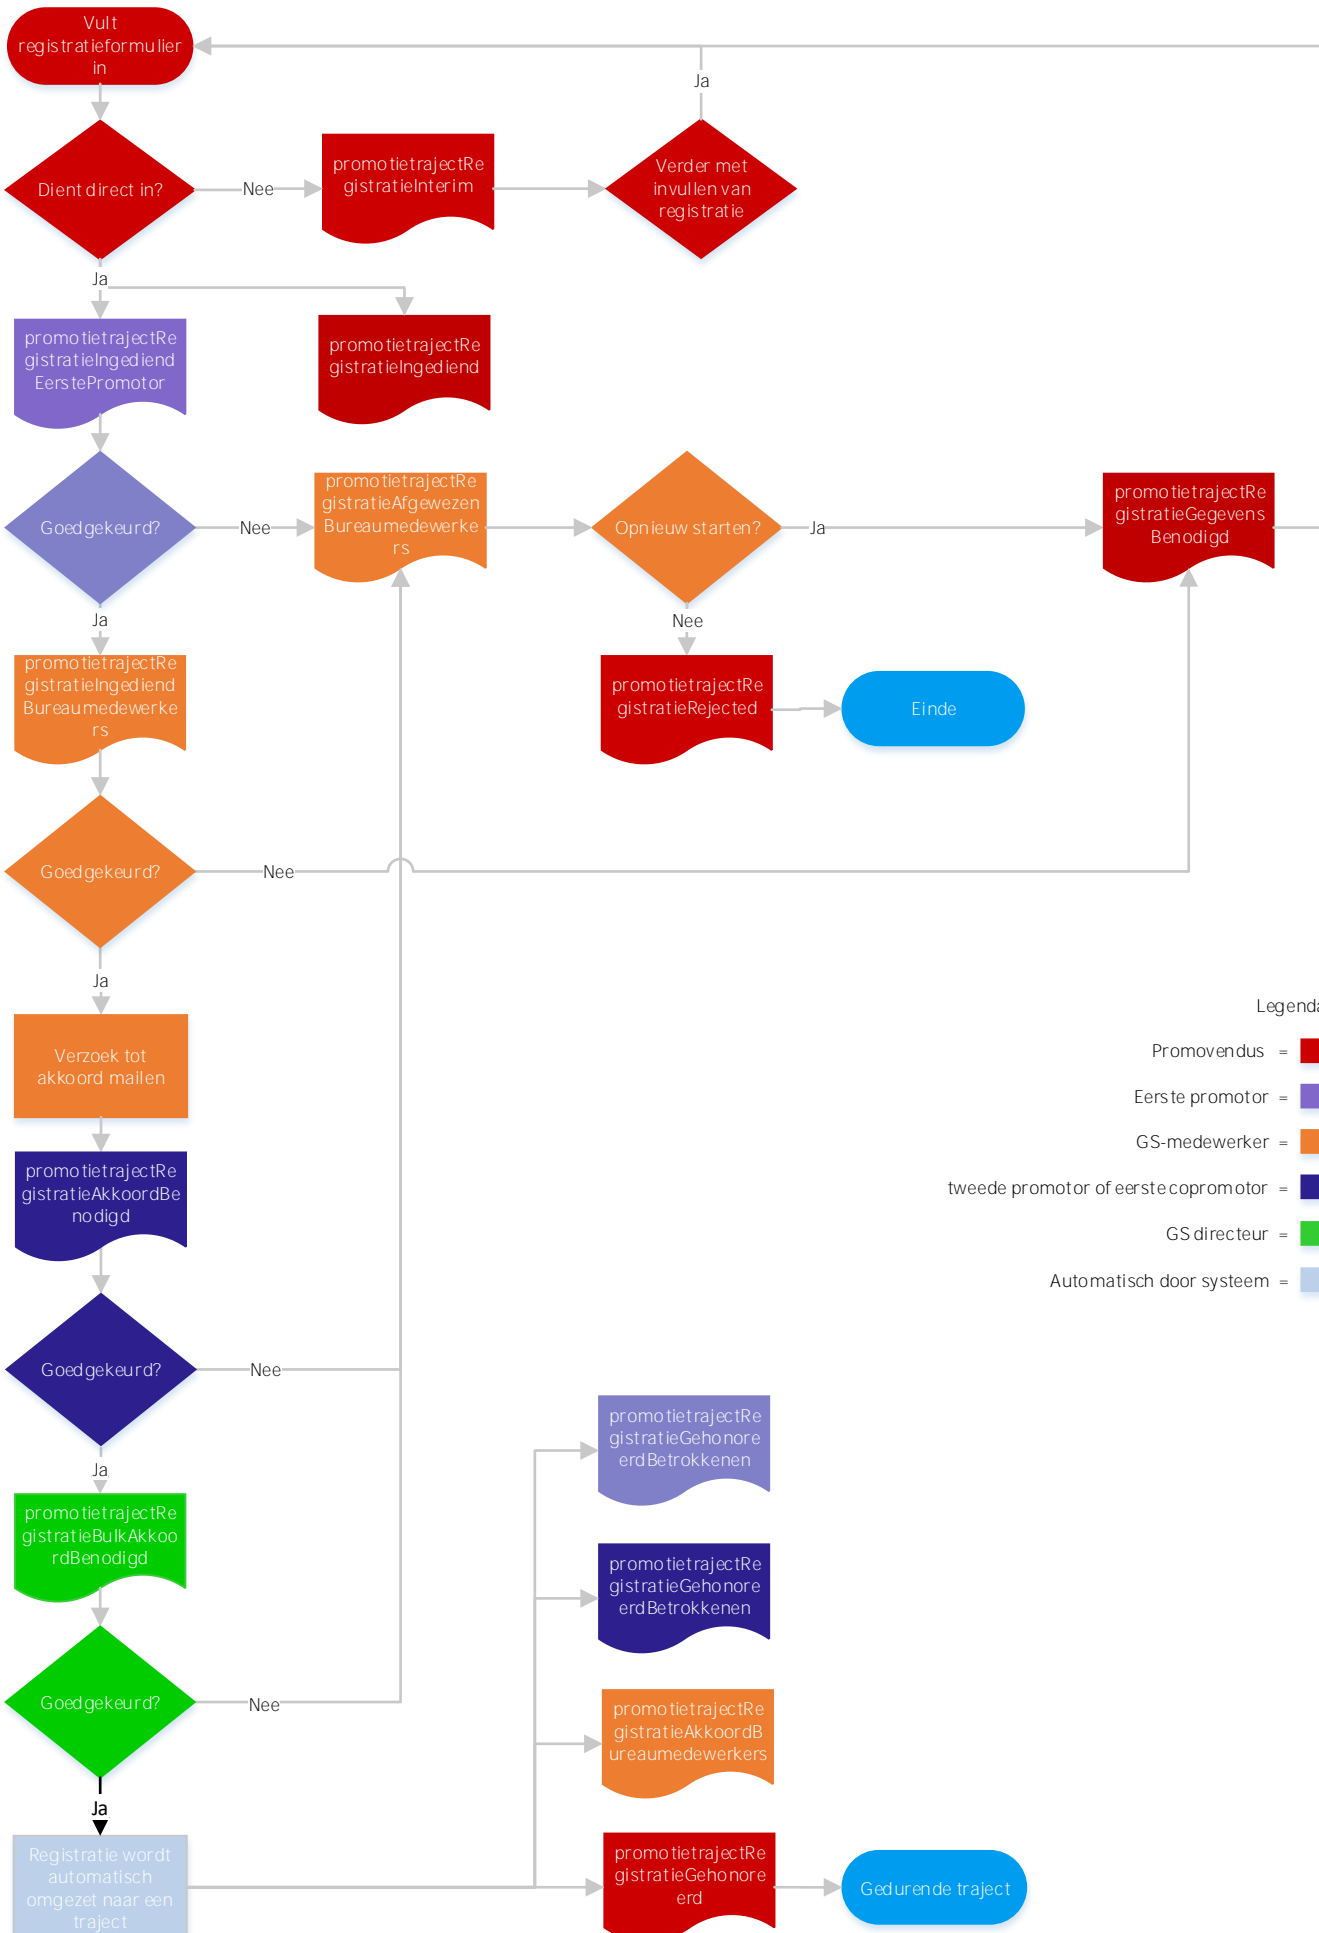 Vult
registratieformulier
in
Ja
Dient direct in?
Nee
promotietrajectRe
gistratieInterim
Verder met
invullen van
registratie
Ja
promotietrajectRe
gistratieIngediend
EerstePromotor
promotietrajectRe
gistratieIngediend
Goedgekeurd?
Nee
promotietrajectRe
gistratieAfgewezen
Bureaumedewerke
rs
Opnieuw starten?
Ja
promotietrajectRe
gistratieGegevens
Benodigd
Ja
Nee
promotietrajectRe
gistratieIngediend
Bureaumedewerke
rs
promotietrajectRe
gistratieRejected
Einde
Goedgekeurd?
Nee
Ja
Verzoek tot
akkoord mailen
Legenda
Promovendus =
Eerste promotor =
GS-medewerker =
tweede promotor of eerste copromotor =
GS directeur =
Automatisch door systeem =
promotietrajectRe
gistratieAkkoordBe
nodigd
Goedgekeurd?
Nee
Ja
promotietrajectRe
gistratieGehonore
erdBetrokkenen
promotietrajectRe
gistratieBulkAkkoo
rdBenodigd
promotietrajectRe
gistratieGehonore
erdBetrokkenen
Goedgekeurd?
Nee
promotietrajectRe
gistratieAkkoordB
ureaumedewerkers
Ja
Registratie wordt
automatisch
omgezet naar een
traject
promotietrajectRe
gistratieGehonore
erd
Gedurende traject